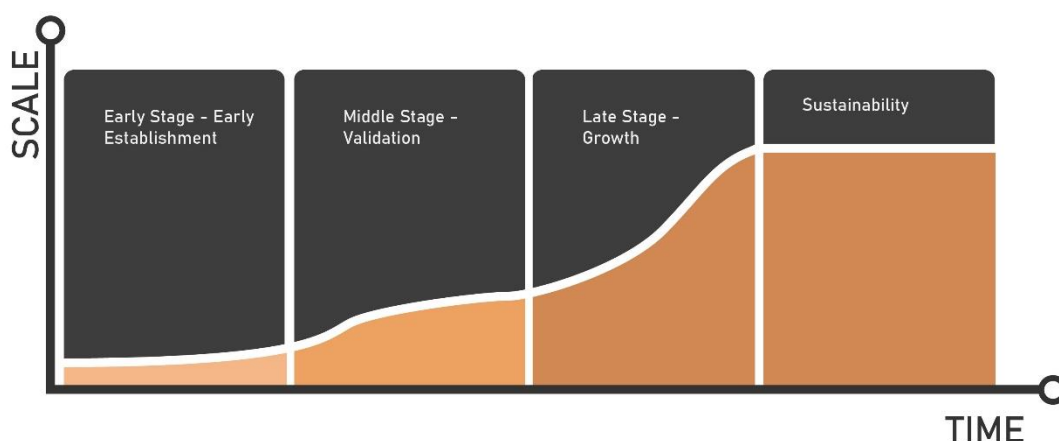 SCALE
Early Stage - Early
Establishment
Middle Stage -
Validation
Late Stage -
Growth
Sustainability
TIME